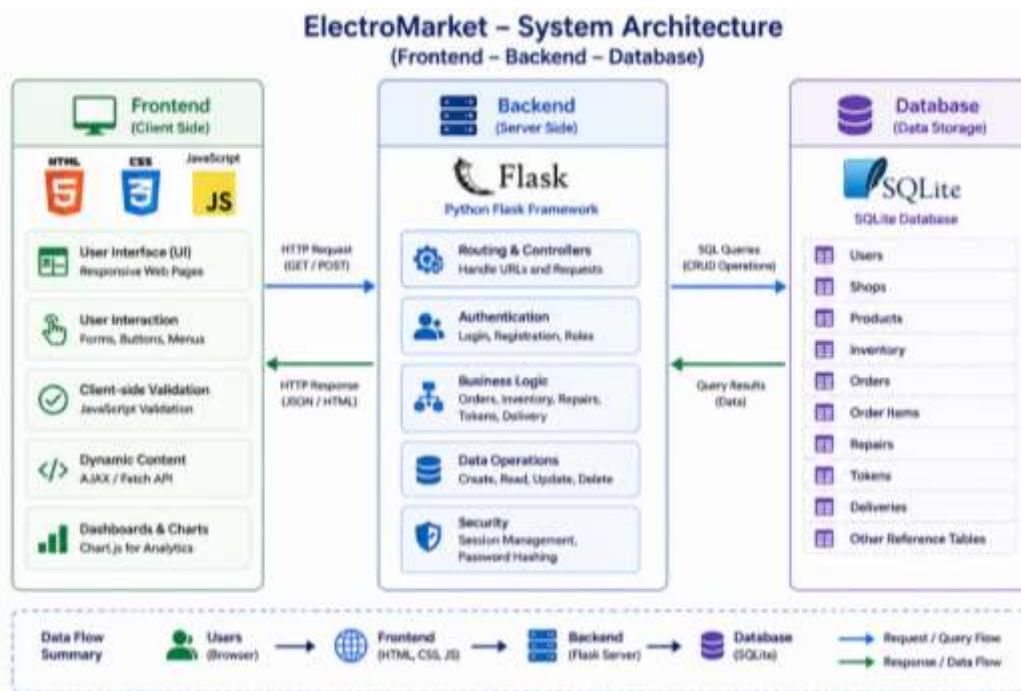 ElectroMarket – System Architecture
(Frontend – Backend – Database)
Frontend
(Client Side)
HTML
5
CSS
3
JavaScript
JS
User Interface (UI)
Responsive Web Pages
User Interaction
Forms, Buttons, Menus
Client-side Validation
JavaScript Validation
</>
Dynamic Content
AJAX / Fetch API
Dashboards & Charts
Chart.js for Analytics
HTTP Request
(GET / POST)
HTTP Response
(JSON / HTML)
Backend
(Server Side)
Flask
Python Flask Framework
Routing & Controllers
Handle URLs and Requests
Authentication
Login, Registration, Roles
Business Logic
Orders, Inventory, Repairs,
Tokens, Delivery
Data Operations
Create, Read, Update, Delete
Security
Session Management,
Password Hashing
SQL Queries
(CRUD Operations)
Query Results
(Data)
Database
(Data Storage)
SQLite
SQLite Database
Users
Shops
Products
Inventory
Orders
Order Items
Repairs
Tokens
Deliveries
Other Reference Tables
Data Flow
Summary
Users
(Browser)
Frontend
(HTML, CSS, JS)
Backend
(Flask Server)
Database
(SQLite)
Request / Query Flow
Response / Data Flow